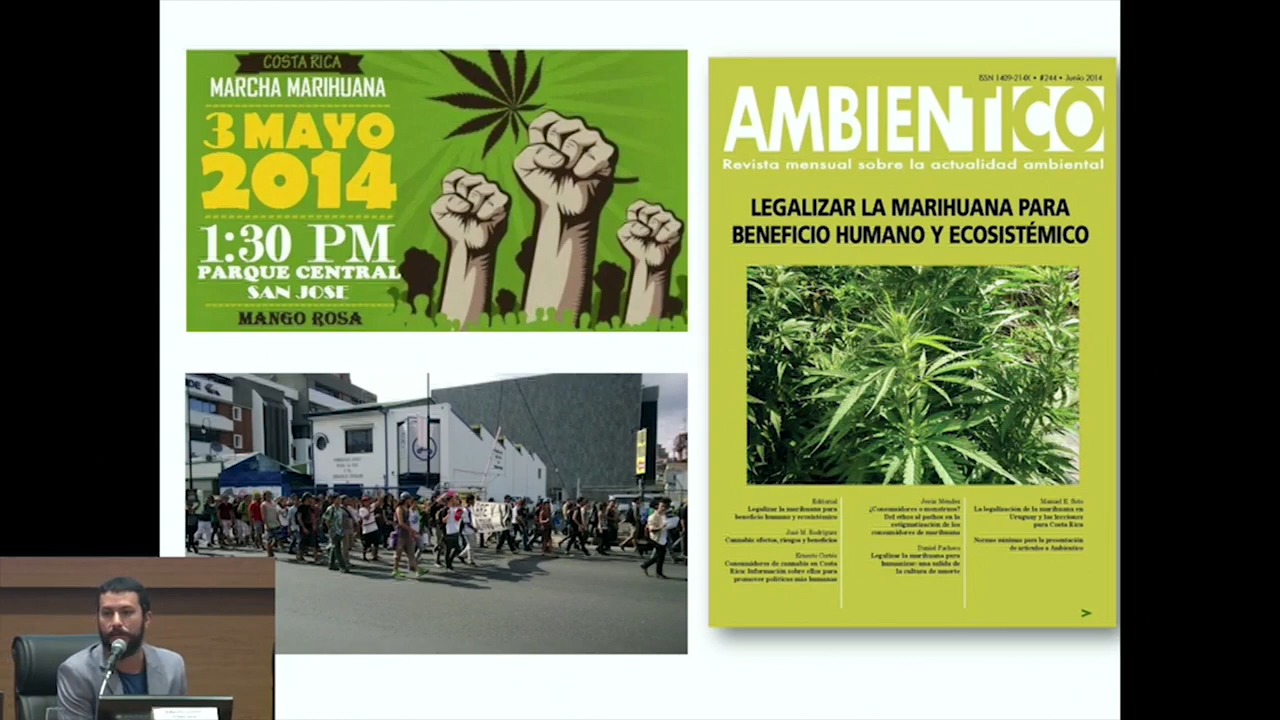 COSTA RICA
MARCHA MARIHUANA
3 MAYO
2014
1:30 PM
PARQUE CENTRAL
SAN JOSE
MANGO ROSA
ISSN 1409-214X • #244 • Junio 2014
AMBIENTICO
Revista mensual sobre la actualidad ambiental
LEGALIZAR LA MARIHUANA PARA
BENEFICIO HUMANO Y ECOSISTÉMICO
Editorial
Legalizar la marihuana para
beneficio humano y ecosistémico
José M. Rodríguez
Cannabis: efectos, riesgos y beneficios
Ernesto Cortés
Consumidores de cannabis en Costa
Rica: Información sobre ellos para
promover políticas más humanas
Jesús Méndez
¿Consumidores o monstruos?
Del ethos al pathos en la
estigmatización de los
consumidores de marihuana
Daniel Pacheco
Legalizar la marihuana para
humanizar: una salida de
la cultura de muerte
Manuel E. Soto
La legalización de la marihuana en
Uruguay y las lecciones
para Costa Rica
Normas mínimas para la presentación
de artículos a Ambientico
>